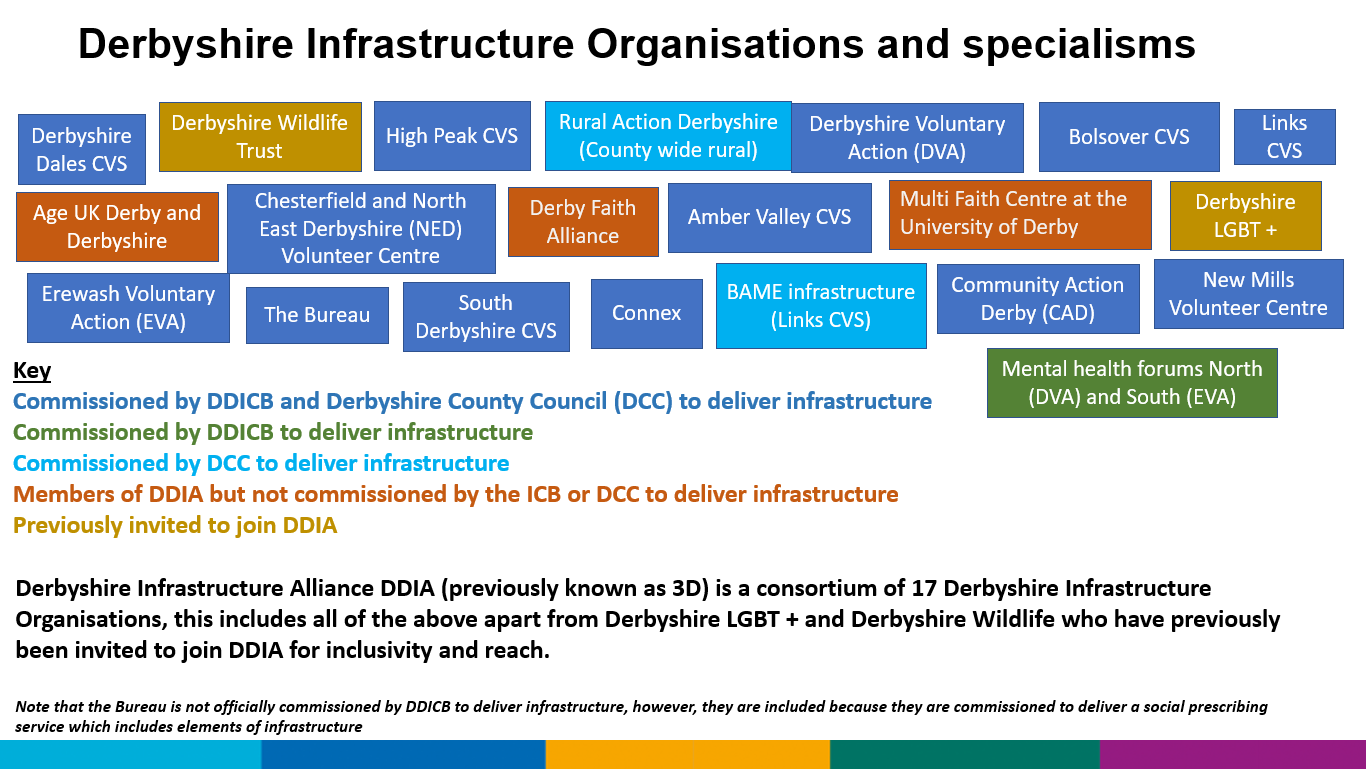 Derbyshire Infrastructure Organisations and specialisms
Derbyshire
Dales CVS
Derbyshire Wildlife
Trust
High Peak CVS
Rural Action Derbyshire
(County wide rural)
Derbyshire Voluntary
Action (DVA)
Bolsover CVS
Links
CVS
Age UK Derby and
Derbyshire
Chesterfield and North
East Derbyshire (NED)
Volunteer Centre
Derby Faith
Alliance
Amber Valley CVS
Multi Faith Centre at the
University of Derby
Derbyshire
LGBT +
Erewash Voluntary
Action (EVA)
The Bureau
South
Derbyshire CVS
Connex
BAME infrastructure
(Links CVS)
Community Action
Derby (CAD)
New Mills
Volunteer Centre
Mental health forums North
(DVA) and South (EVA)
Key
Commissioned by DDICB and Derbyshire County Council (DCC) to deliver infrastructure
Commissioned by DDICB to deliver infrastructure
Commissioned by DCC to deliver infrastructure
Members of DDIA but not commissioned by the ICB or DCC to deliver infrastructure
Previously invited to join DDIA
Derbyshire Infrastructure Alliance DDIA (previously known as 3D) is a consortium of 17 Derbyshire Infrastructure
Organisations, this includes all of the above apart from Derbyshire LGBT + and Derbyshire Wildlife who have previously
been invited to join DDIA for inclusivity and reach.
Note that the Bureau is not officially commissioned by DDICB to deliver infrastructure, however, they are included because they are commissioned to deliver a social prescribing
service which includes elements of infrastructure